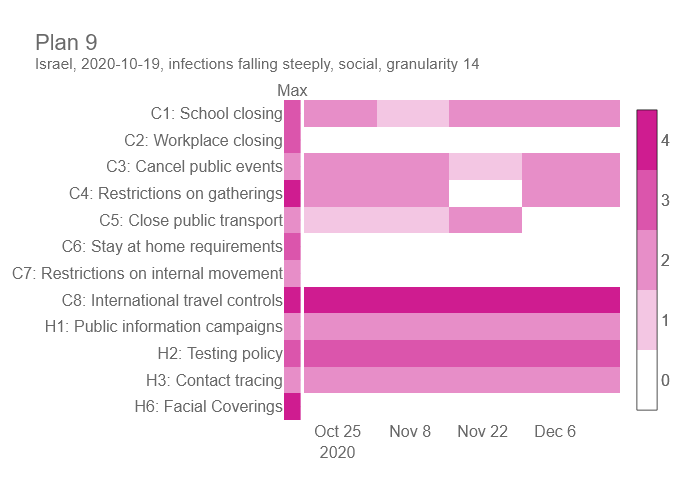 Plan 9
Israel, 2020-10-19, infections falling steeply, social, granularity 14
Max
C1: School closing
C2: Workplace closing
C3: Cancel public events
C4: Restrictions on gatherings
C5: Close public transport
C6: Stay at home requirements
C7: Restrictions on internal movement
C8: International travel controls
H1: Public information campaigns
H2: Testing policy
H3: Contact tracing
H6: Facial Coverings
Oct 25 Nov 8 Nov 22 Dec 6
2020
4
3
2
1
0